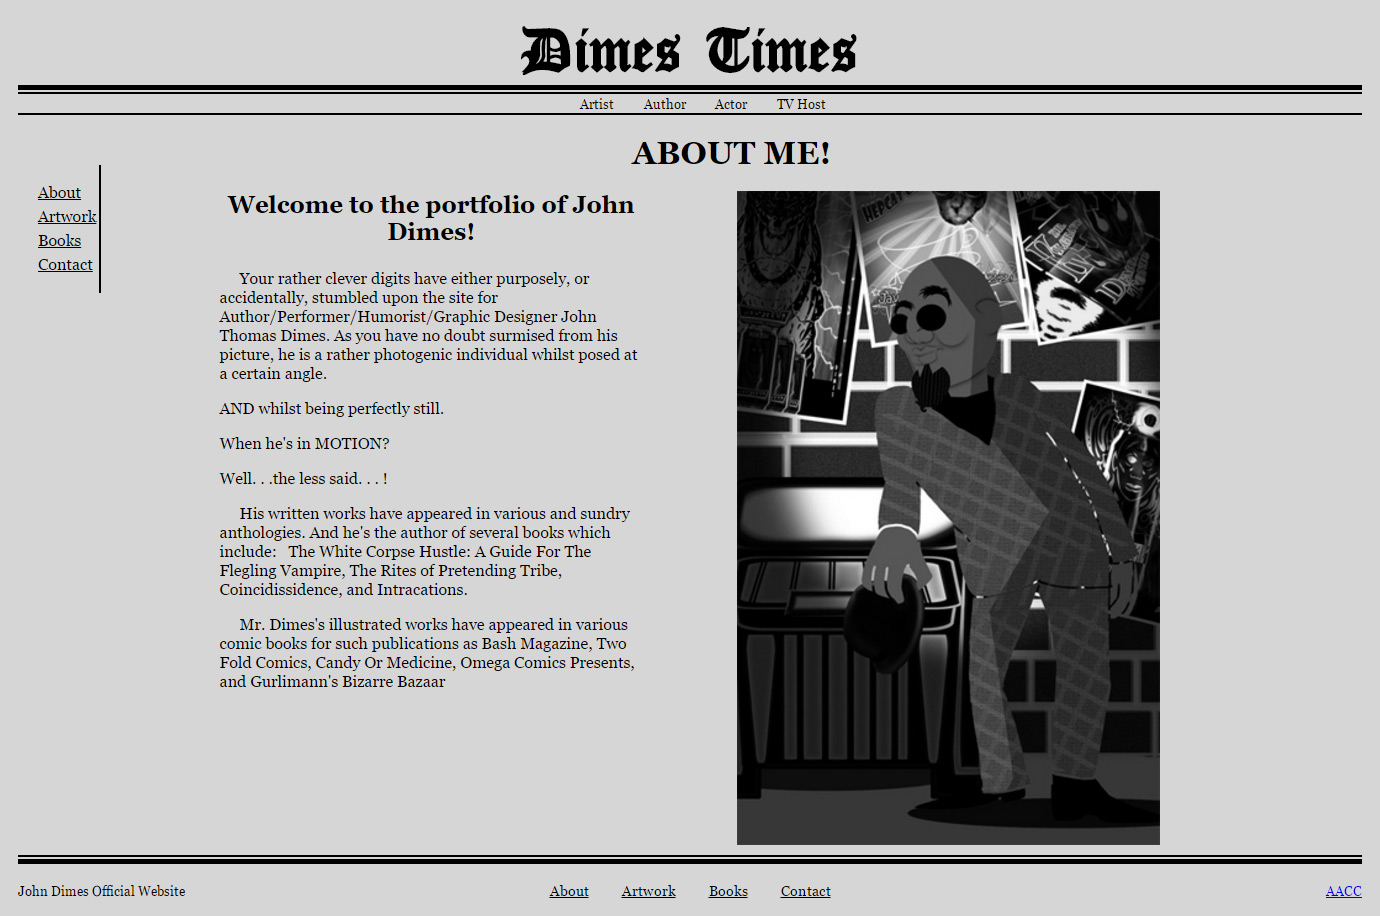 Dimes Times
Artist Author Actor TV Host
ABOUT ME!
About
Artwork
Books
Contact
Welcome to the portfolio of John
Dimes!
Your rather clever digits have either purposely, or
accidentally, stumbled upon the site for
Author/Performer/Humorist/Graphic Designer John
Thomas Dimes. As you have no doubt surmised from his
picture, he is a rather photogenic individual whilst posed at
a certain angle.
AND whilst being perfectly still.
When he's in MOTION?
Well. . .the less said. . . !
His written works have appeared in various and sundry
anthologies. And he's the author of several books which
include:   The White Corpse Hustle: A Guide For The
Flegling Vampire, The Rites of Pretending Tribe,
Coincidissidence, and Intracations.
Mr. Dimes's illustrated works have appeared in various
comic books for such publications as Bash Magazine, Two
Fold Comics, Candy Or Medicine, Omega Comics Presents,
and Gurlimann's Bizarre Bazaar
HEPCAT
John Dimes Official Website
About Artwork Books Contact
AACC